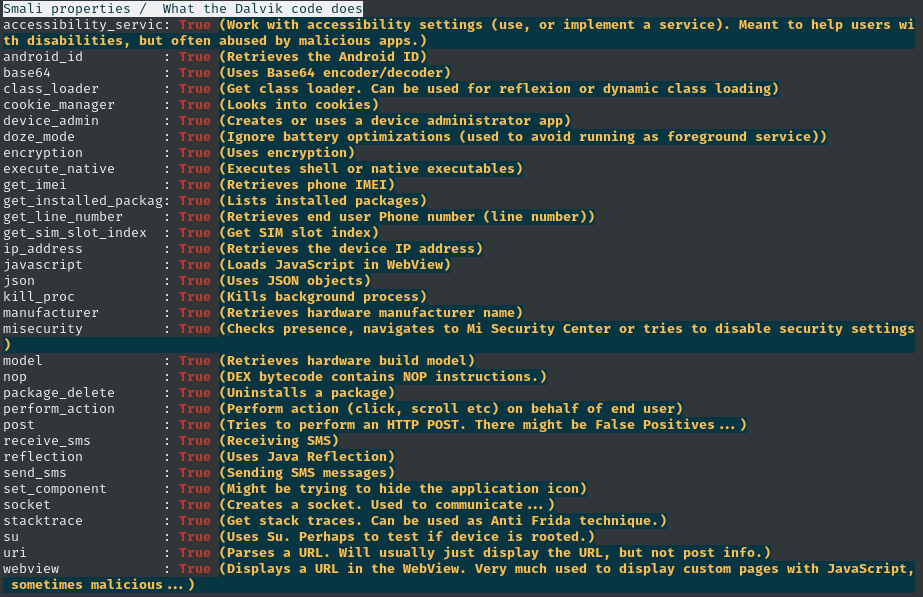 Smali properties /  What the Dalvik code does
accessibility_servic: True (Work with accessibility settings (use, or implement a service). Meant to help users wi
th disabilities, but often abused by malicious apps.)
android_id          : True (Retrieves the Android ID)
base64              : True (Uses Base64 encoder/decoder)
class_loader        : True (Get class loader. Can be used for reflexion or dynamic class loading)
cookie_manager      : True (Looks into cookies)
device_admin        : True (Creates or uses a device administrator app)
doze_mode           : True (Ignore battery optimizations (used to avoid running as foreground service))
encryption          : True (Uses encryption)
execute_native      : True (Executes shell or native executables)
get_imei            : True (Retrieves phone IMEI)
get_installed_packag: True (Lists installed packages)
get_line_number     : True (Retrieves end user Phone number (line number))
get_sim_slot_index  : True (Get SIM slot index)
ip_address          : True (Retrieves the device IP address)
javascript          : True (Loads JavaScript in WebView)
json                : True (Uses JSON objects)
kill_proc           : True (Kills background process)
manufacturer        : True (Retrieves hardware manufacturer name)
misecurity          : True (Checks presence, navigates to Mi Security Center or tries to disable security settings
)
model               : True (Retrieves hardware build model)
nop                 : True (DEX bytecode contains NOP instructions.)
package_delete      : True (Uninstalls a package)
perform_action      : True (Perform action (click, scroll etc) on behalf of end user)
post                : True (Tries to perform an HTTP POST. There might be False Positives...)
receive_sms         : True (Receiving SMS)
reflection          : True (Uses Java Reflection)
send_sms            : True (Sending SMS messages)
set_component       : True (Might be trying to hide the application icon)
socket              : True (Creates a socket. Used to communicate...)
stacktrace          : True (Get stack traces. Can be used as Anti Frida technique.)
su                  : True (Uses Su. Perhaps to test if device is rooted.)
uri                 : True (Parses a URL. Will usually just display the URL, but not post info.)
webview             : True (Displays a URL in the WebView. Very much used to display custom pages with JavaScript,
 sometimes malicious...)